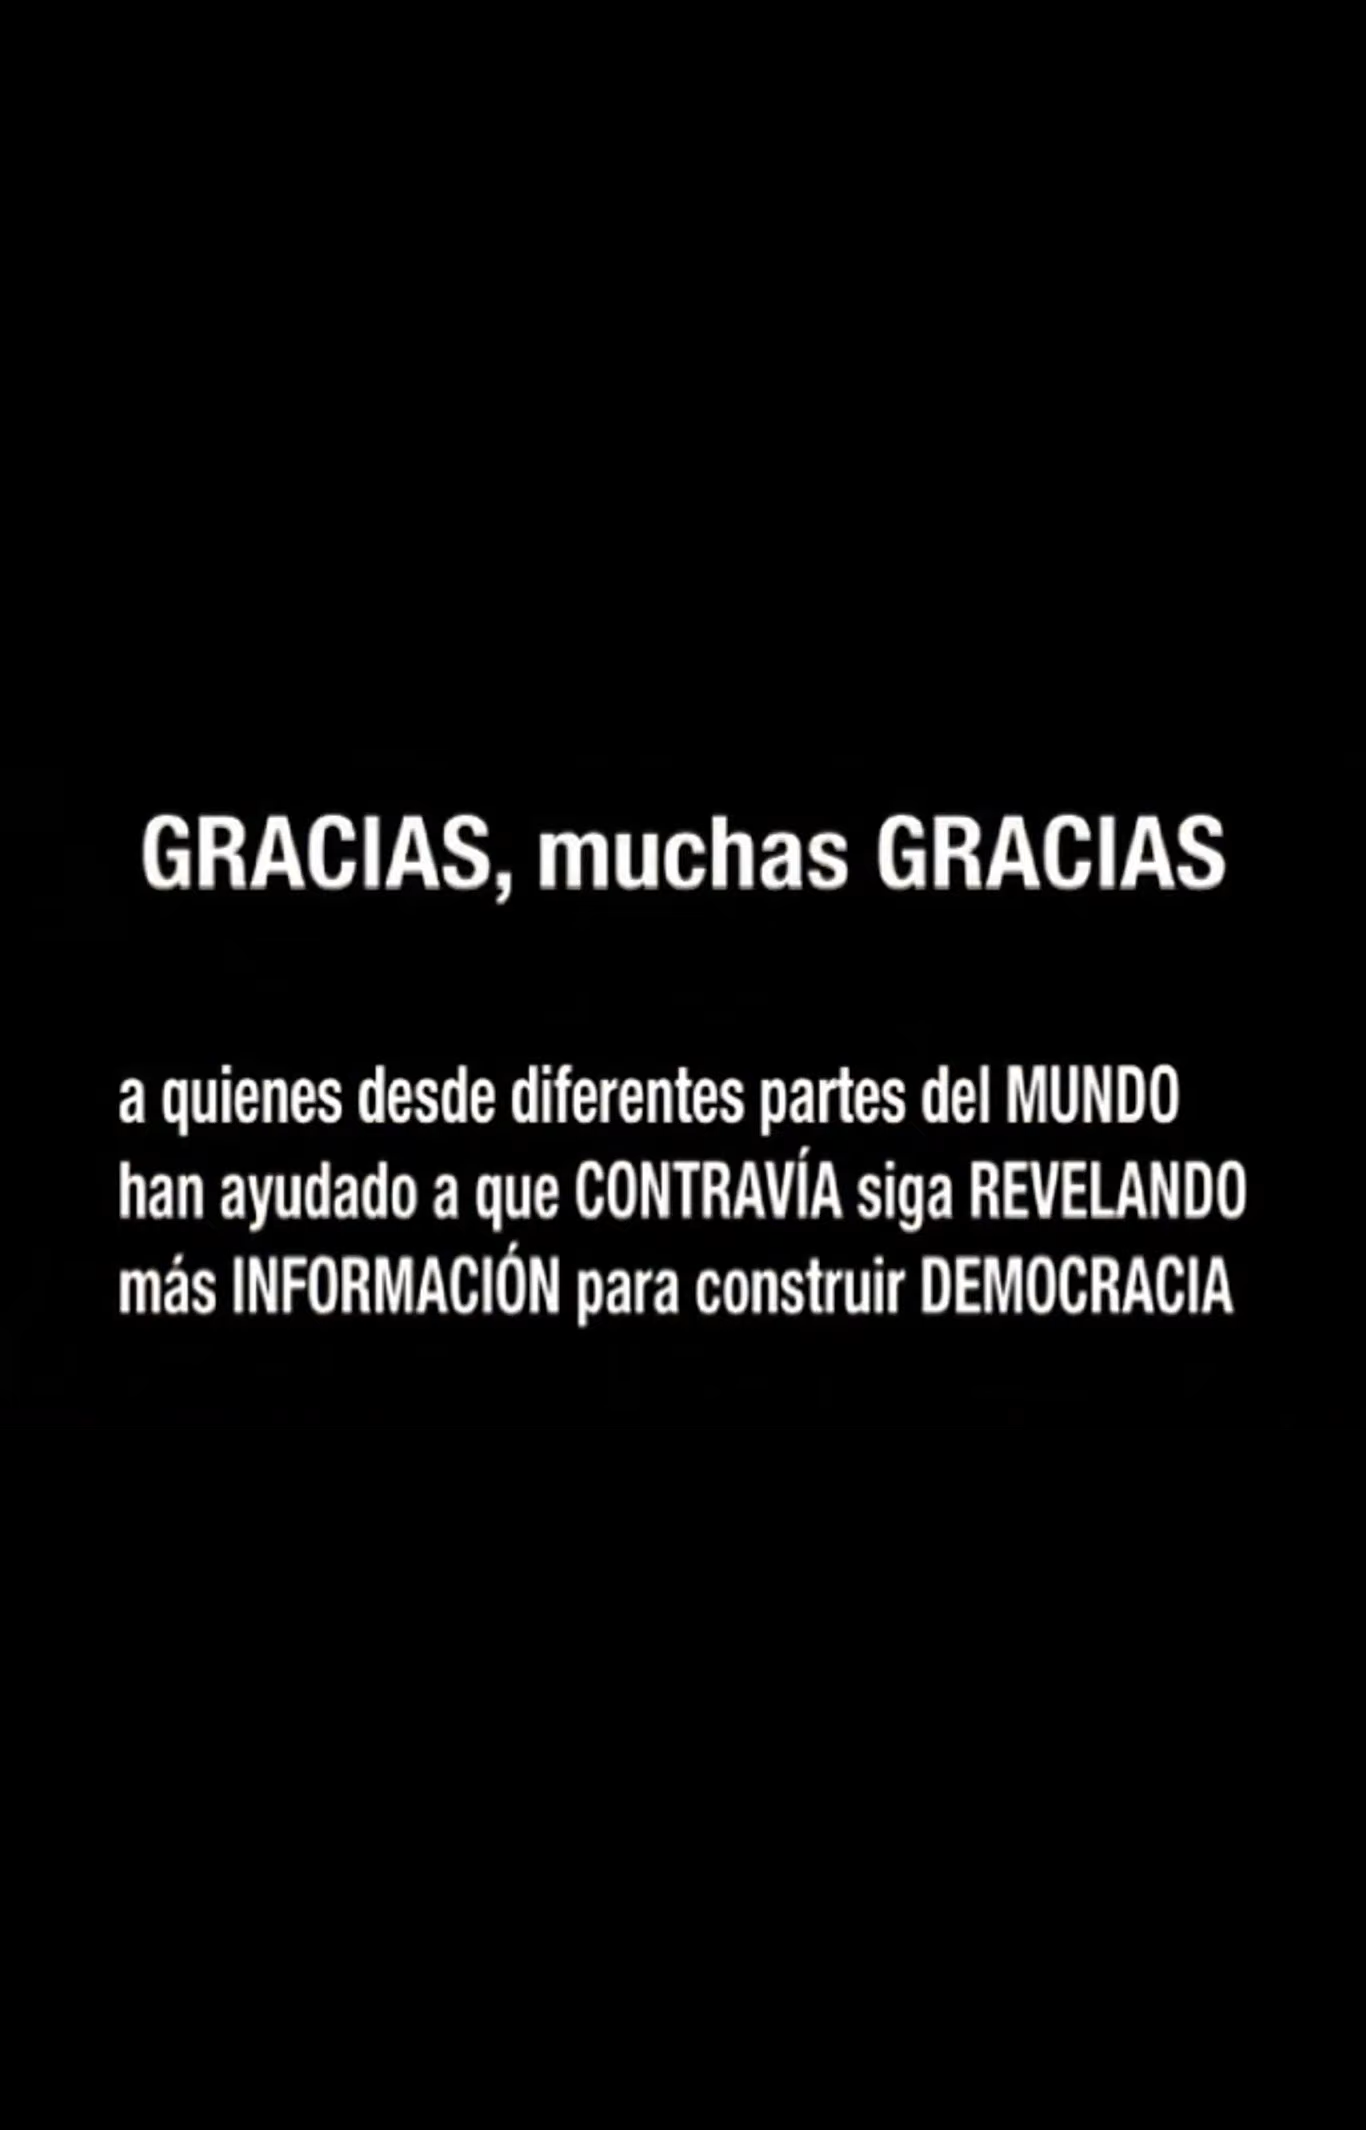 GRACIAS, muchas GRACIAS
a quienes desde diferentes partes del MUNDO
han ayudado a que CONTRAVÍA siga REVELANDO
más INFORMACIÓN para construir DEMOCRACIA